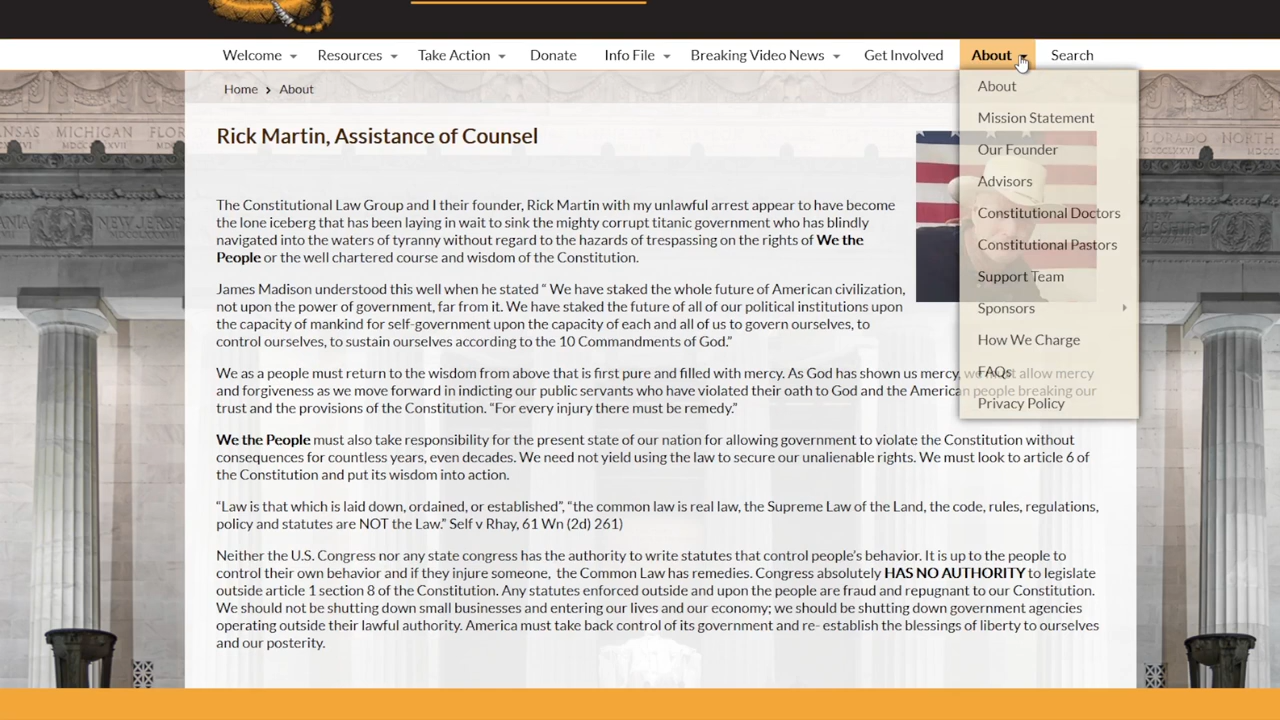 Welcome Resources Take Action Donate Info File Breaking Video News Get Involved About Search
Home > About
About
Mission Statement
Our Founder
Advisors
Constitutional Doctors
Constitutional Pastors
Support Team
Sponsors
How We Charge
FAQs
Privacy Policy
KANSAS MICHIGAN FLOR
COLORADO NORTH
NEW JERSEY
Rick Martin, Assistance of Counsel
The Constitutional Law Group and I their founder, Rick Martin with my unlawful arrest appear to have become
the lone iceberg that has been laying in wait to sink the mighty corrupt titanic government who has blindly
navigated into the waters of tyranny without regard to the hazards of trespassing on the rights of We the
People or the well chartered course and wisdom of the Constitution.
James Madison understood this well when he stated “ We have staked the whole future of American civilization,
not upon the power of government, far from it. We have staked the future of all of our political institutions upon
the capacity of mankind for self-government upon the capacity of each and all of us to govern ourselves, to
control ourselves, to sustain ourselves according to the 10 Commandments of God.”
We as a people must return to the wisdom from above that is first pure and filled with mercy. As God has shown us mercy, we must allow mercy
and forgiveness as we move forward in indicting our public servants who have violated their oath to God and the American people breaking our
trust and the provisions of the Constitution. “For every injury there must be remedy.”
We the People must also take responsibility for the present state of our nation for allowing government to violate the Constitution without
consequences for countless years, even decades. We need not yield using the law to secure our unalienable rights. We must look to article 6 of
the Constitution and put its wisdom into action.
“Law is that which is laid down, ordained, or established”, “the common law is real law, the Supreme Law of the Land, the code, rules, regulations,
policy and statutes are NOT the Law.” Self v Rhay, 61 Wn (2d) 261)
Neither the U.S. Congress nor any state congress has the authority to write statutes that control people’s behavior. It is up to the people to
control their own behavior and if they injure someone, the Common Law has remedies. Congress absolutely HAS NO AUTHORITY to legislate
outside article 1 section 8 of the Constitution. Any statutes enforced outside and upon the people are fraud and repugnant to our Constitution.
We should not be shutting down small businesses and entering our lives and our economy; we should be shutting down government agencies
operating outside their lawful authority. America must take back control of its government and re- establish the blessings of liberty to ourselves
and our posterity.